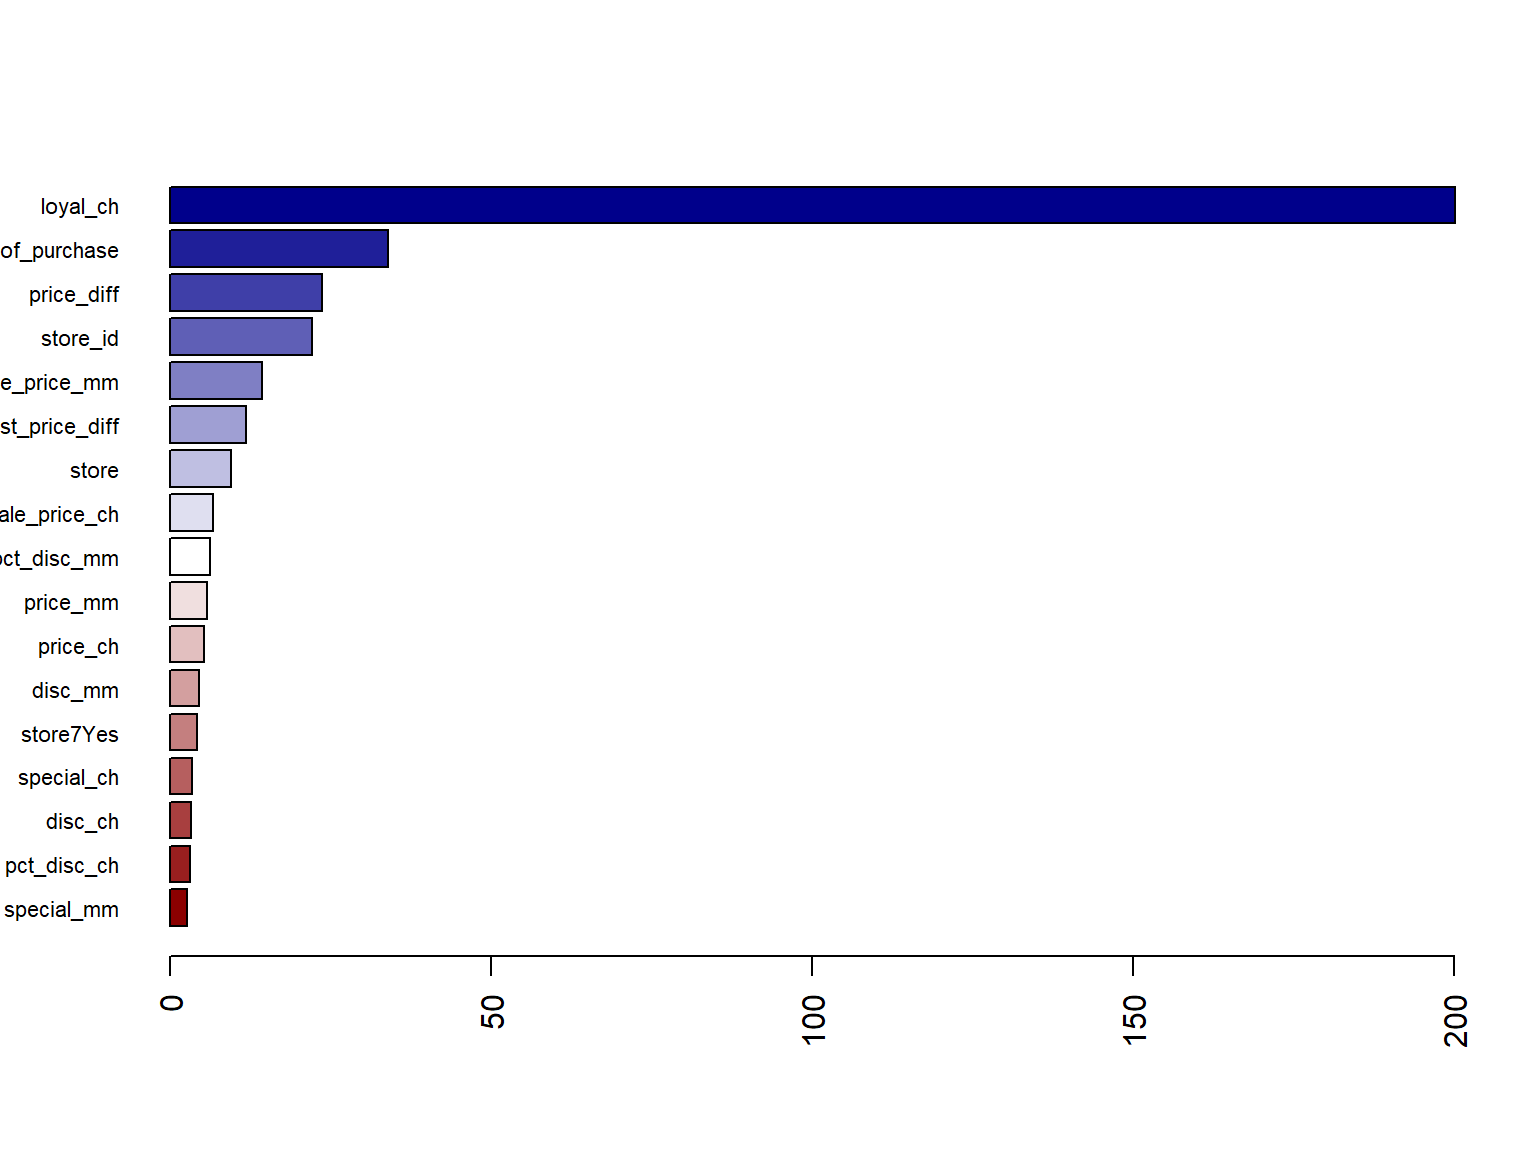 loyal_ch
of_purchase
price_diff
store_id
e_price_mm
st_price_diff
store
ale_price_ch
pct_disc_mm
price_mm
price_ch
disc_mm
store7Yes
special_ch
disc_ch
pct_disc_ch
special_mm
0 50 100 150 200